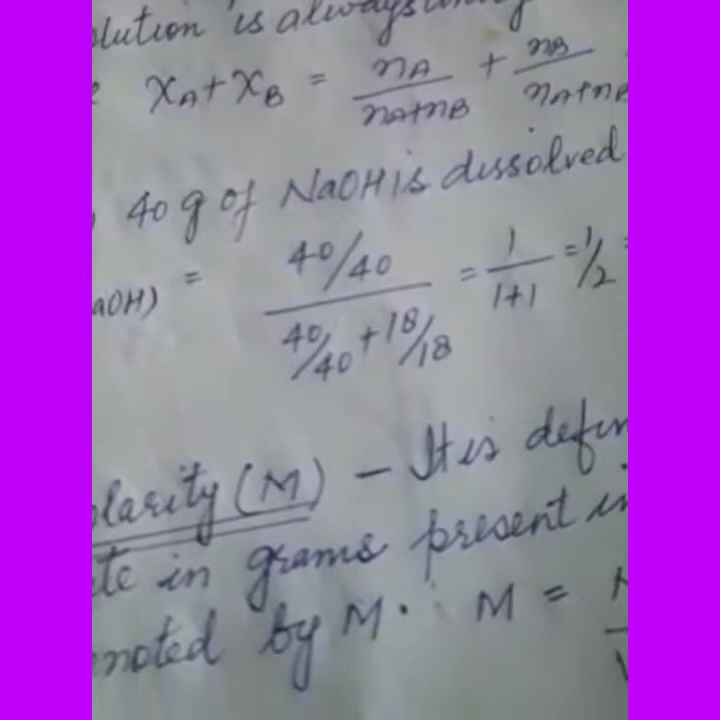 lution is always
xA+xB = nA/nA+nB + nB/nA+nB
40 g of NaOH is dissolved
aOH) = 40/40 / 40/40 + 18/18 = 1/1+1 = 1/2 =
larity (M) - It is defin
te in grams present in
noted by M. M =